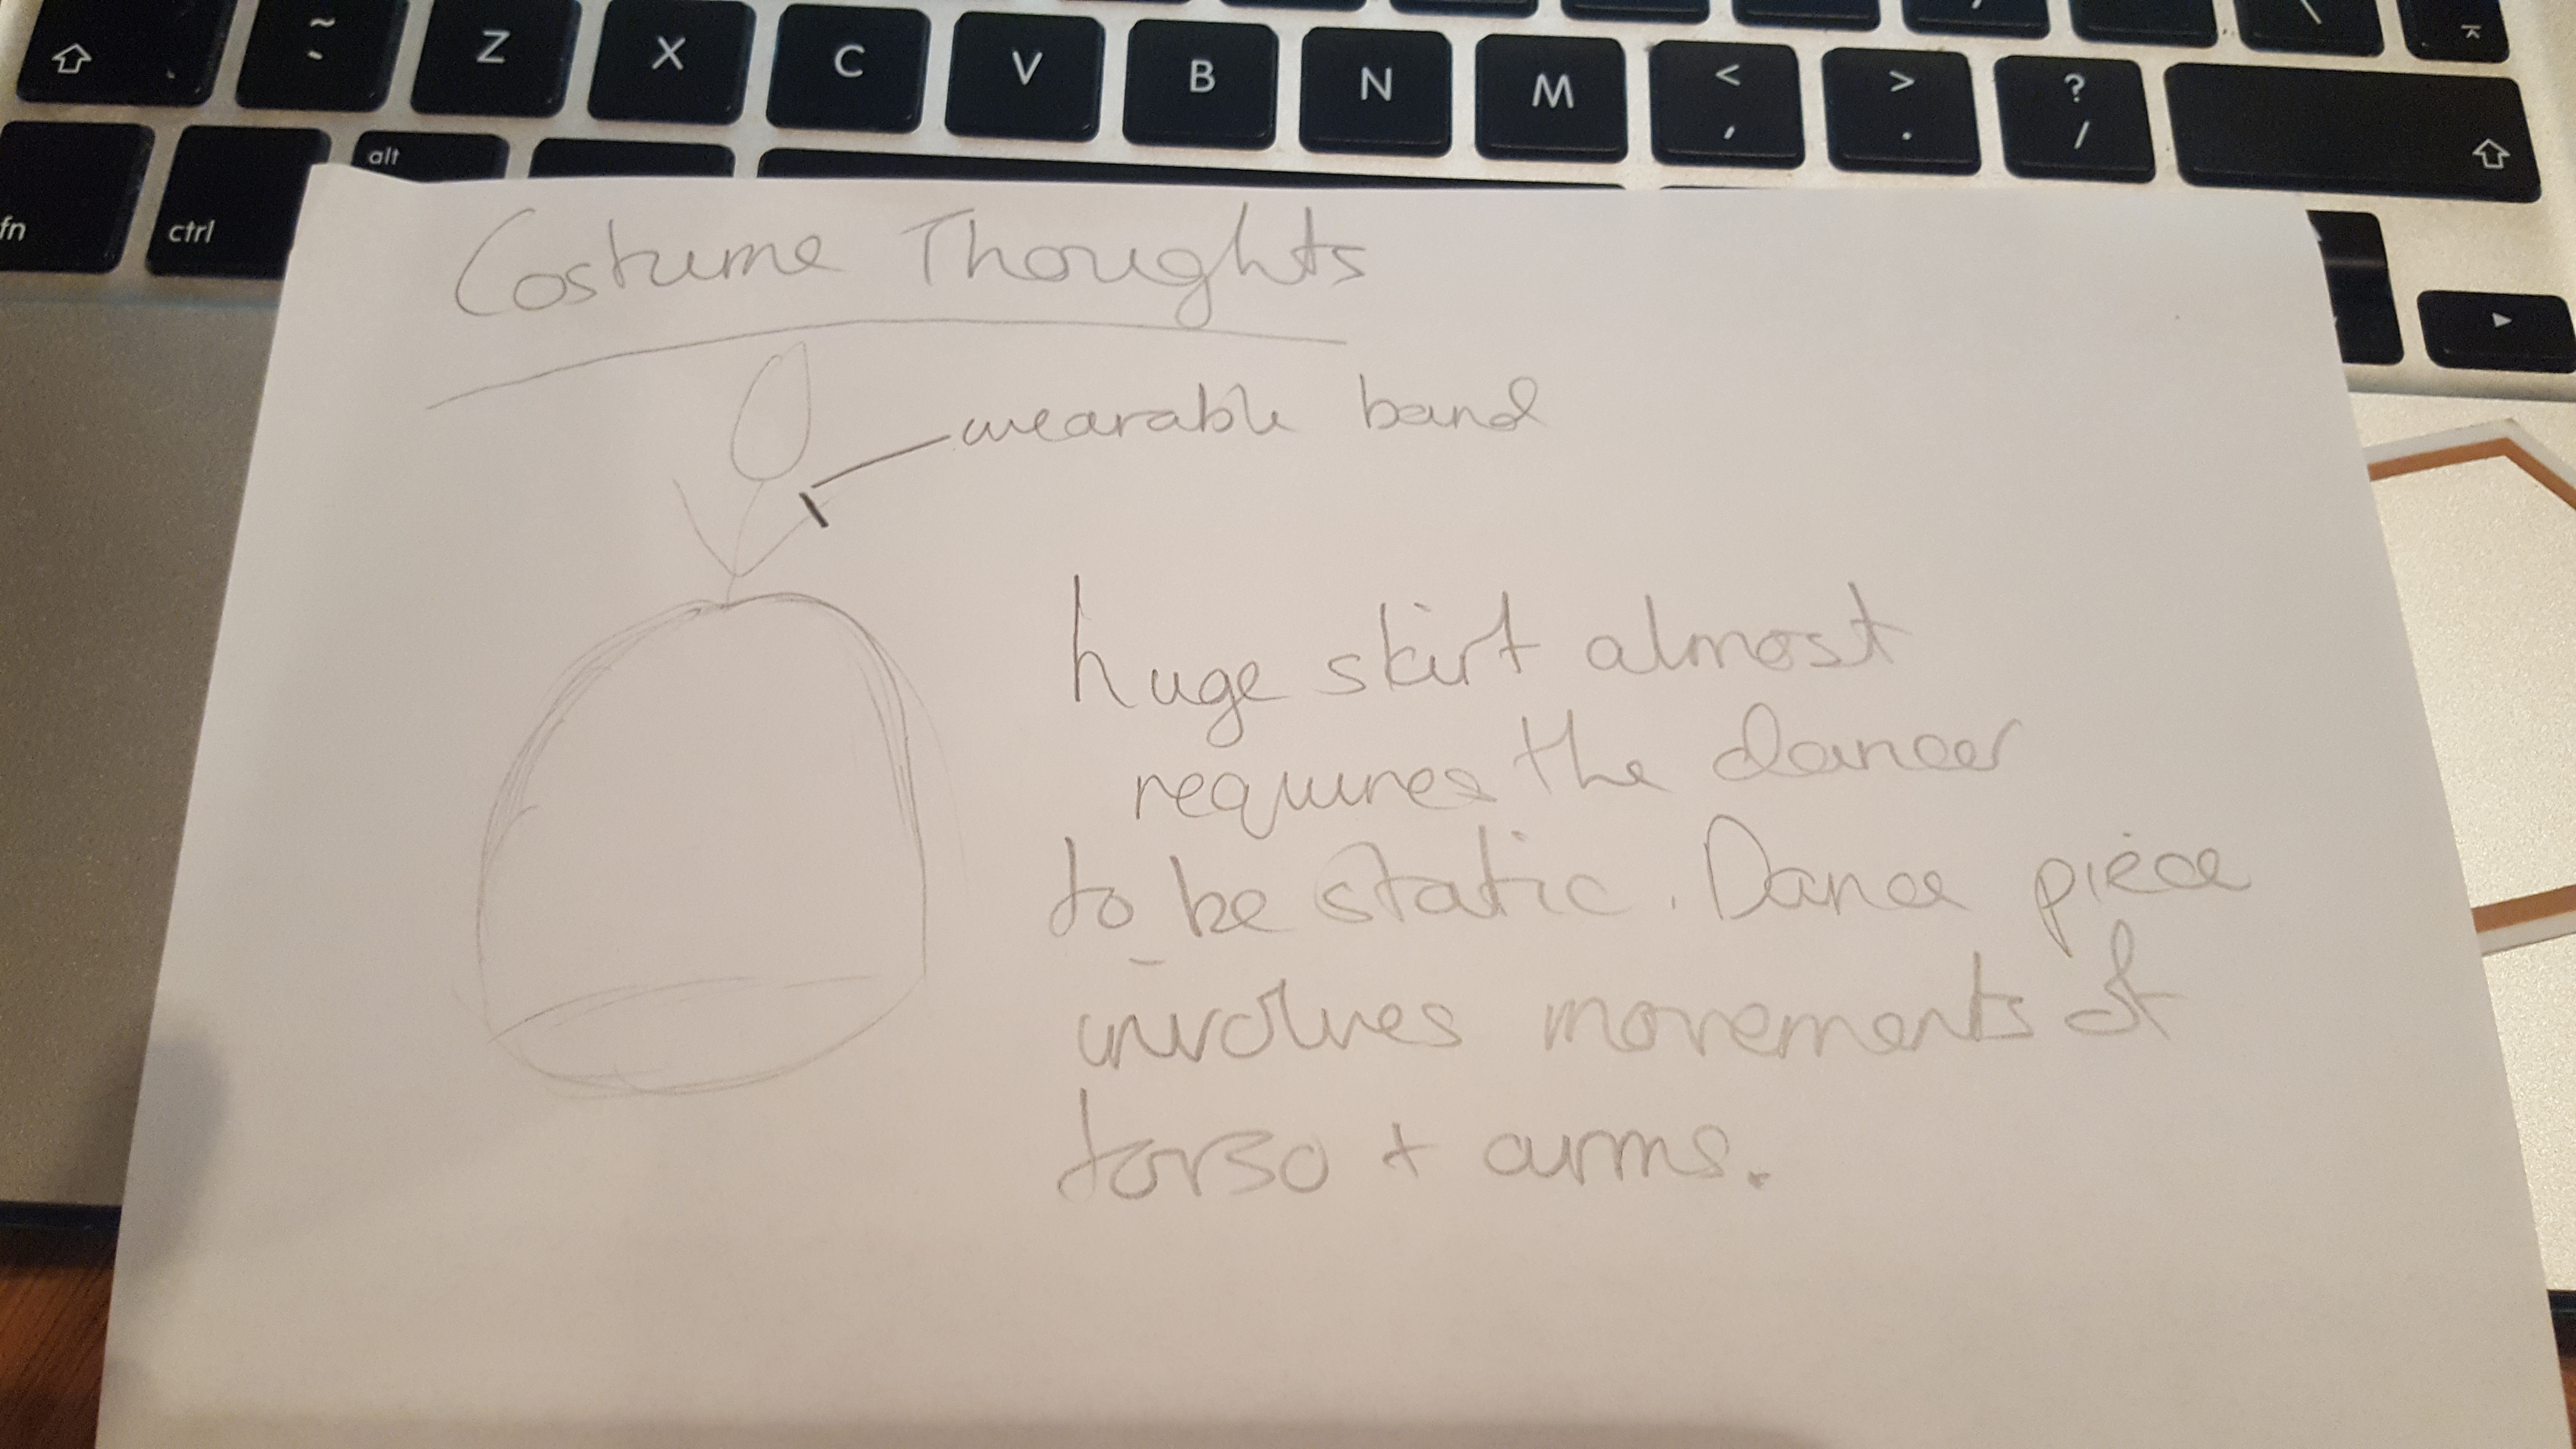 ~ ` Z X C V B N M < , > . ? /
fn ctrl alt
Costume Thoughts
wearable band
huge skirt almost
requires the dancer
to be static. Dance piece
involves movements of
torso + arms.